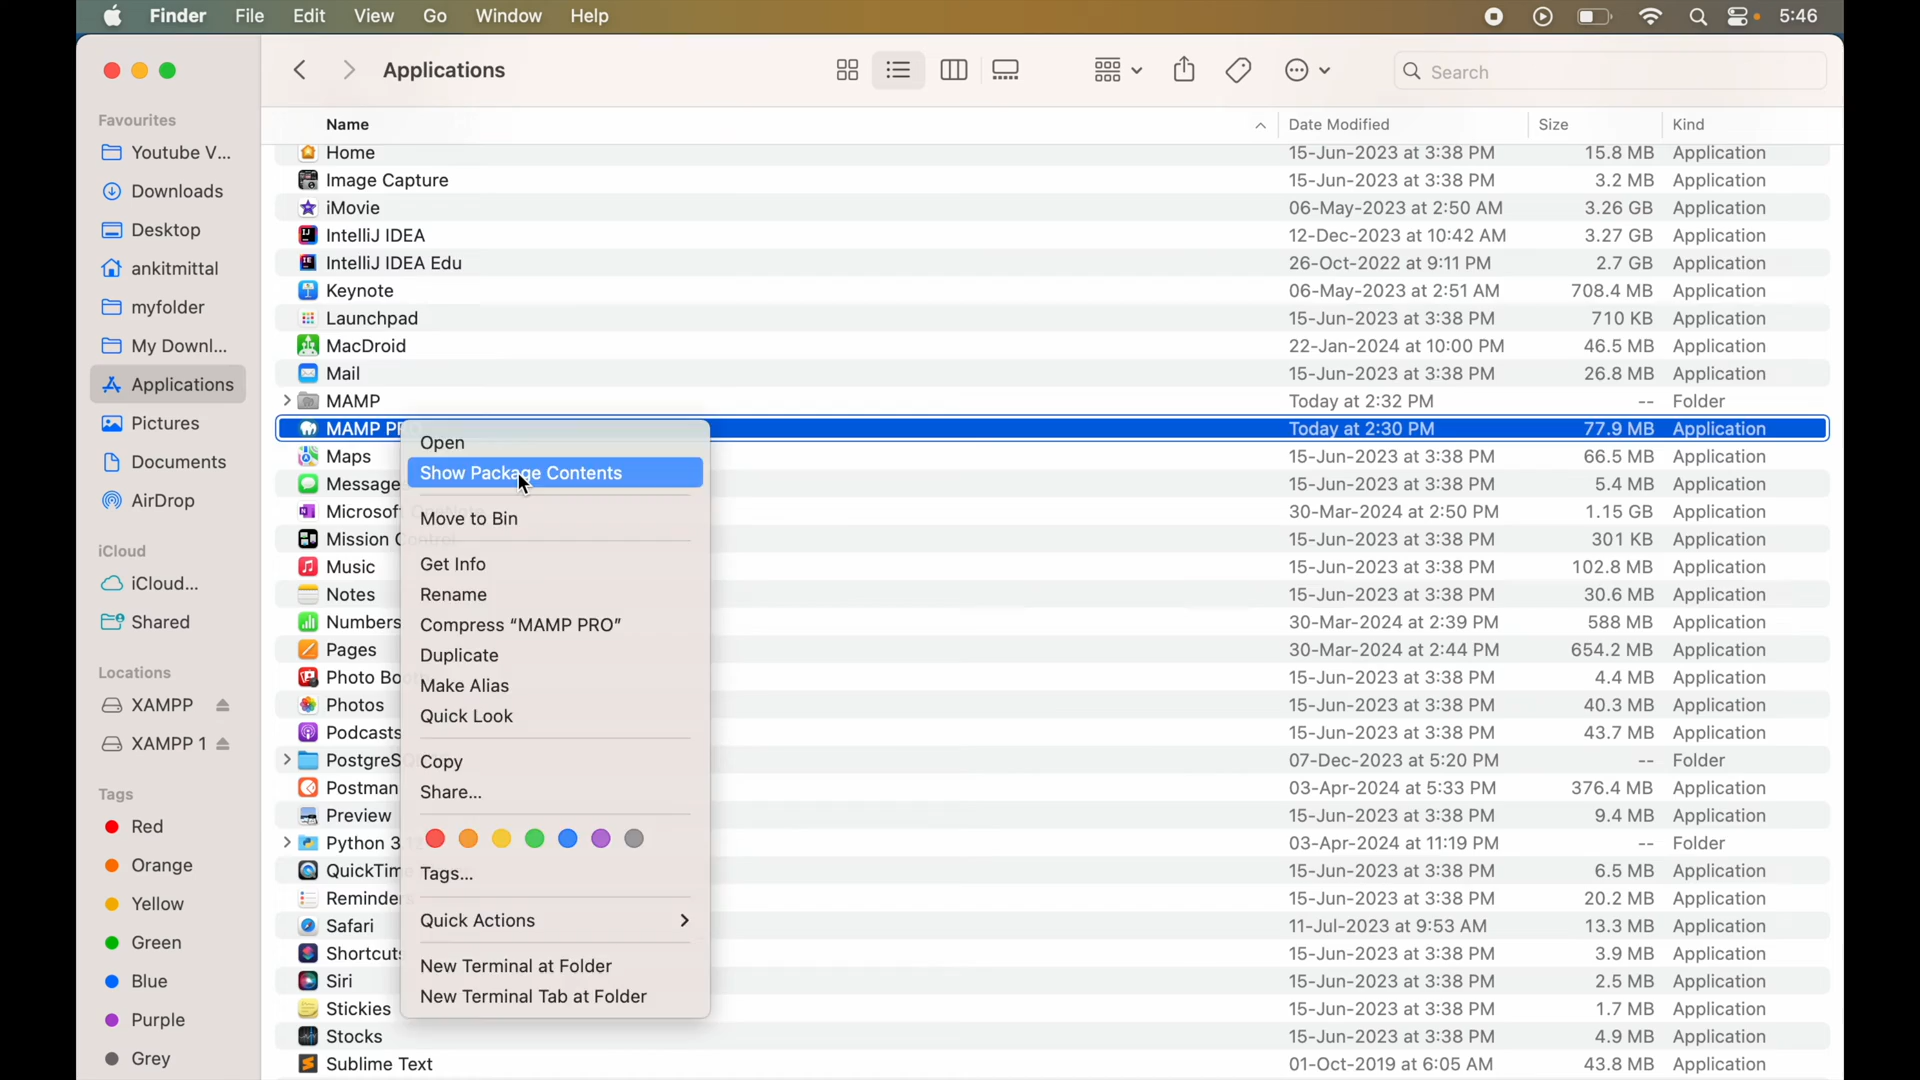 Finder File Edit View Go Window Help 5:46
Applications
Search
Favourites
Youtube V...
Downloads
Desktop
ankitmittal
myfolder
My Downl...
Applications
Pictures
Documents
AirDrop
iCloud
iCloud...
Shared
Locations
XAMPP
XAMPP 1
Tags
Red
Orange
Yellow
Green
Blue
Purple
Grey
Name Date Modified Size Kind
Home 15-Jun-2023 at 3:38 PM 15.8 MB Application
Image Capture 15-Jun-2023 at 3:38 PM 3.2 MB Application
iMovie 06-May-2023 at 2:50 AM 3.26 GB Application
IntelliJ IDEA 12-Dec-2023 at 10:42 AM 3.27 GB Application
IntelliJ IDEA Edu 26-Oct-2022 at 9:11 PM 2.7 GB Application
Keynote 06-May-2023 at 2:51 AM 708.4 MB Application
Launchpad 15-Jun-2023 at 3:38 PM 710 KB Application
MacDroid 22-Jan-2024 at 10:00 PM 46.5 MB Application
Mail 15-Jun-2023 at 3:38 PM 26.8 MB Application
MAMP Today at 2:32 PM -- Folder
MAMP PR Today at 2:30 PM 77.9 MB Application
Maps 15-Jun-2023 at 3:38 PM 66.5 MB Application
Message 15-Jun-2023 at 3:38 PM 5.4 MB Application
Microsof 30-Mar-2024 at 2:50 PM 1.15 GB Application
Mission 15-Jun-2023 at 3:38 PM 301 KB Application
Music 15-Jun-2023 at 3:38 PM 102.8 MB Application
Notes 15-Jun-2023 at 3:38 PM 30.6 MB Application
Numbers 30-Mar-2024 at 2:39 PM 588 MB Application
Pages 30-Mar-2024 at 2:44 PM 654.2 MB Application
Photo Bo 15-Jun-2023 at 3:38 PM 4.4 MB Application
Photos 15-Jun-2023 at 3:38 PM 40.3 MB Application
Podcasts 15-Jun-2023 at 3:38 PM 43.7 MB Application
PostgreS 07-Dec-2023 at 5:20 PM -- Folder
Postman 03-Apr-2024 at 5:33 PM 376.4 MB Application
Preview 15-Jun-2023 at 3:38 PM 9.4 MB Application
Python 3 03-Apr-2024 at 11:19 PM -- Folder
QuickTim 15-Jun-2023 at 3:38 PM 6.5 MB Application
Reminders 15-Jun-2023 at 3:38 PM 20.2 MB Application
Safari 11-Jul-2023 at 9:53 AM 13.3 MB Application
Shortcuts 15-Jun-2023 at 3:38 PM 3.9 MB Application
Siri 15-Jun-2023 at 3:38 PM 2.5 MB Application
Stickies 15-Jun-2023 at 3:38 PM 1.7 MB Application
Stocks 15-Jun-2023 at 3:38 PM 4.9 MB Application
Sublime Text 01-Oct-2019 at 6:05 AM 43.8 MB Application
Open
Show Package Contents
Move to Bin
Get Info
Rename
Compress “MAMP PRO”
Duplicate
Make Alias
Quick Look
Copy
Share...
Tags...
Quick Actions
New Terminal at Folder
New Terminal Tab at Folder